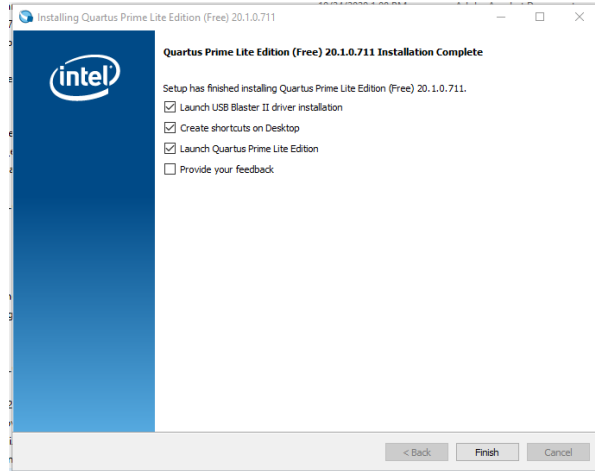 Installing Quartus Prime Lite Edition (Free) 20.1.0.711
intel
Quartus Prime Lite Edition (Free) 20.1.0.711 Installation Complete
Setup has finished installing Quartus Prime Lite Edition (Free) 20.1.0.711.
Launch USB Blaster II driver installation
Create shortcuts on Desktop
Launch Quartus Prime Lite Edition
Provide your feedback
< Back Finish Cancel